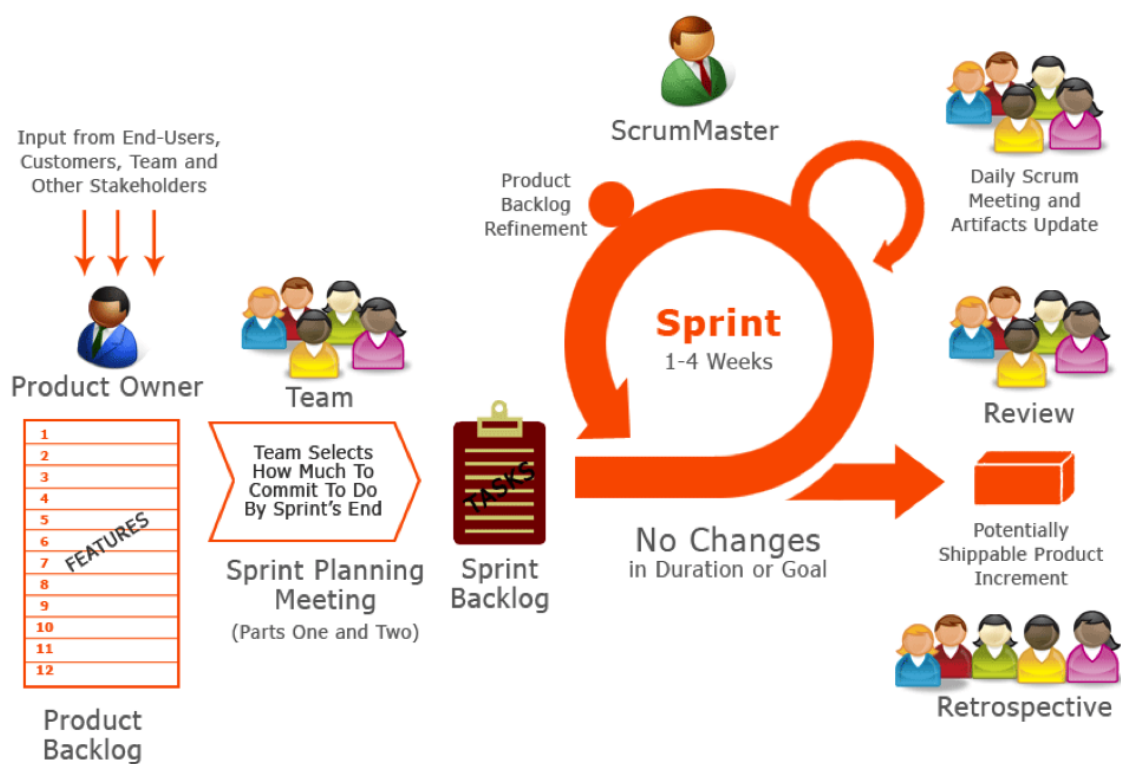 Input from End-Users,
Customers, Team and
Other Stakeholders
Product Owner
1
2
3
4
5
6
7
8
9
10
11
12
FEATURES
Product
Backlog
Team
Team Selects
How Much To
Commit To Do
By Sprint's End
Sprint Planning
Meeting
(Parts One and Two)
TASKS
Sprint
Backlog
ScrumMaster
Product
Backlog
Refinement
Sprint
1-4 Weeks
No Changes
in Duration or Goal
Daily Scrum
Meeting and
Artifacts Update
Review
Potentially
Shippable Product
Increment
Retrospective